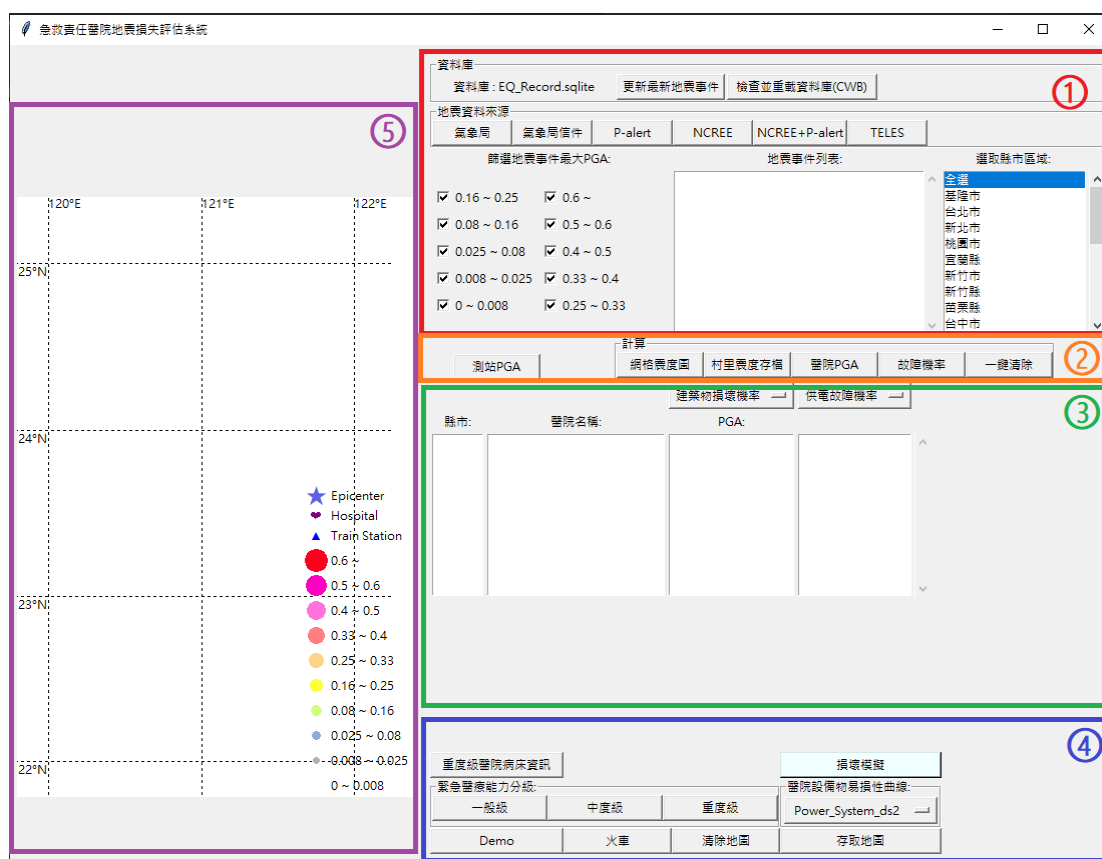 急救責任醫院地震損失評估系統
資料庫
資料庫 : EQ_Record.sqlite 更新最新地震事件 檢查並重載資料庫(CWB)
①
地震資料來源
氣象局 氣象局信件 P-alert NCREE NCREE+P-alert TELES
篩選地震事件最大PGA: 地震事件列表: 選取縣市區域:
0.16 ~ 0.25 0.6 ~
0.08 ~ 0.16 0.5 ~ 0.6
0.025 ~ 0.08 0.4 ~ 0.5
0.008 ~ 0.025 0.33 ~ 0.4
0 ~ 0.008 0.25 ~ 0.33
全選
基隆市
台北市
新北市
桃園市
宜蘭縣
新竹市
新竹縣
苗栗縣
台中市
計算
測站PGA 網格震度圖 村里震度存檔 醫院PGA 故障機率 一鍵清除
②
建築物損壞機率 供電故障機率
③
縣市: 醫院名稱: PGA:
④
重度級醫院病床資訊 損壞模擬
緊急醫療能力分級: 醫院設備物易損性曲線:
一般級 中度級 重度級 Power_System_ds2
Demo 火車 清除地圖 存取地圖
⑤
120°E 121°E 122°E
25°N
24°N
23°N
22°N
Epicenter
Hospital
Train Station
0.6 ~
0.5 ~ 0.6
0.4 ~ 0.5
0.33 ~ 0.4
0.25 ~ 0.33
0.16 ~ 0.25
0.08 ~ 0.16
0.025 ~ 0.08
0.008 ~ 0.025
0 ~ 0.008